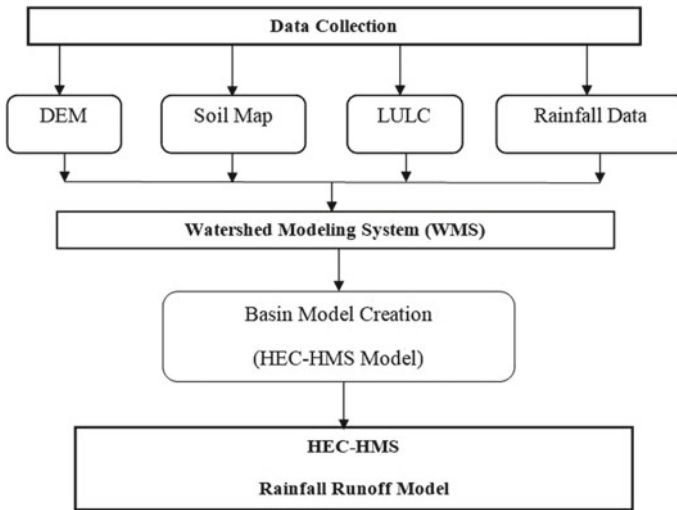 Data Collection
DEM
Soil Map
LULC
Rainfall Data
Watershed Modeling System (WMS)
Basin Model Creation
(HEC-HMS Model)
HEC-HMS
Rainfall Runoff Model